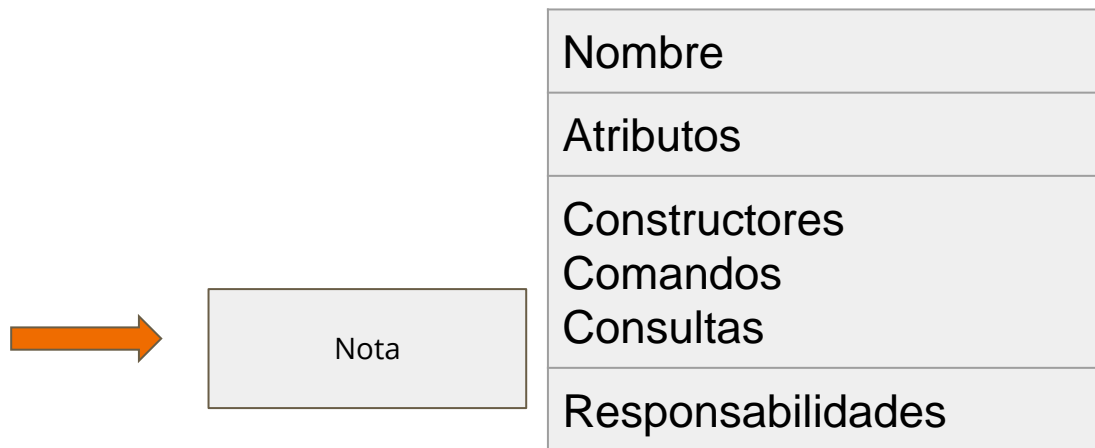 Nombre
Atributos
Constructores
Comandos
Consultas
Nota
Responsabilidades